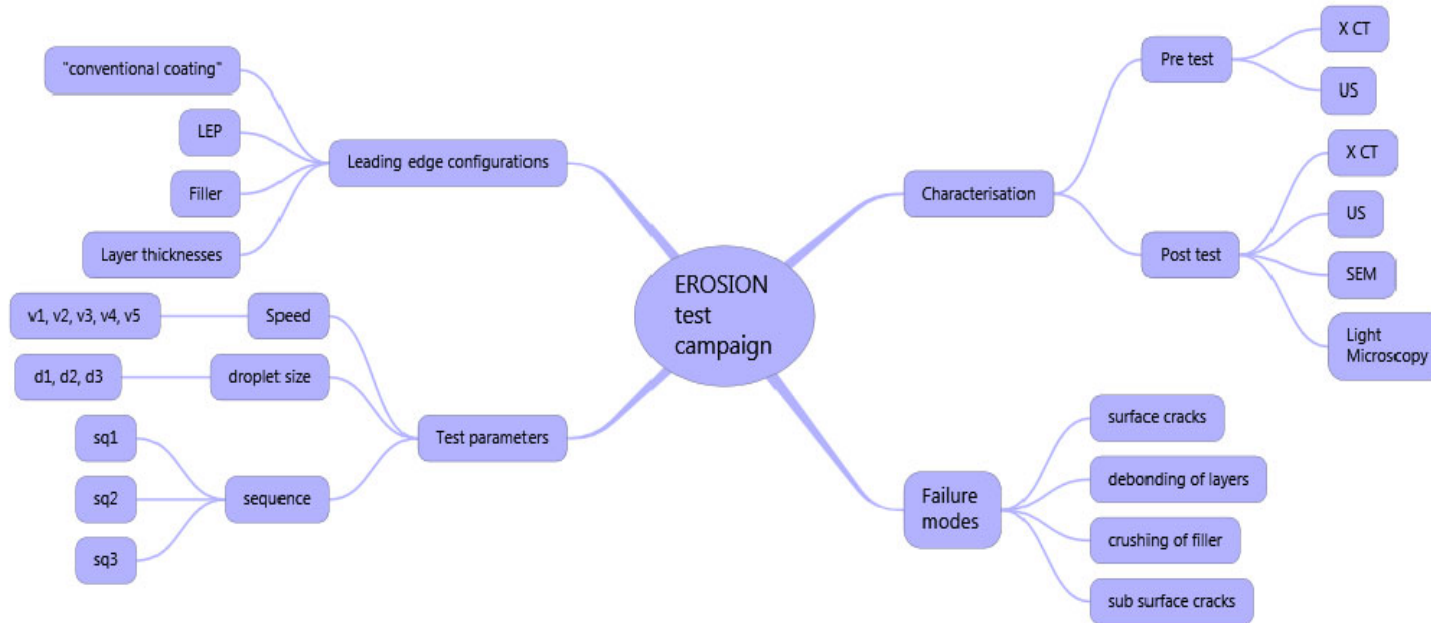 "conventional coating"
LEP
Filler
Layer thicknesses
Leading edge configurations
v1, v2, v3, v4, v5
Speed
d1, d2, d3
droplet size
sq1
sq2
sq3
sequence
Test parameters
EROSION
test
campaign
Characterisation
Pre test
X CT
US
Post test
X CT
US
SEM
Light
Microscopy
Failure
modes
surface cracks
debonding of layers
crushing of filler
sub surface cracks